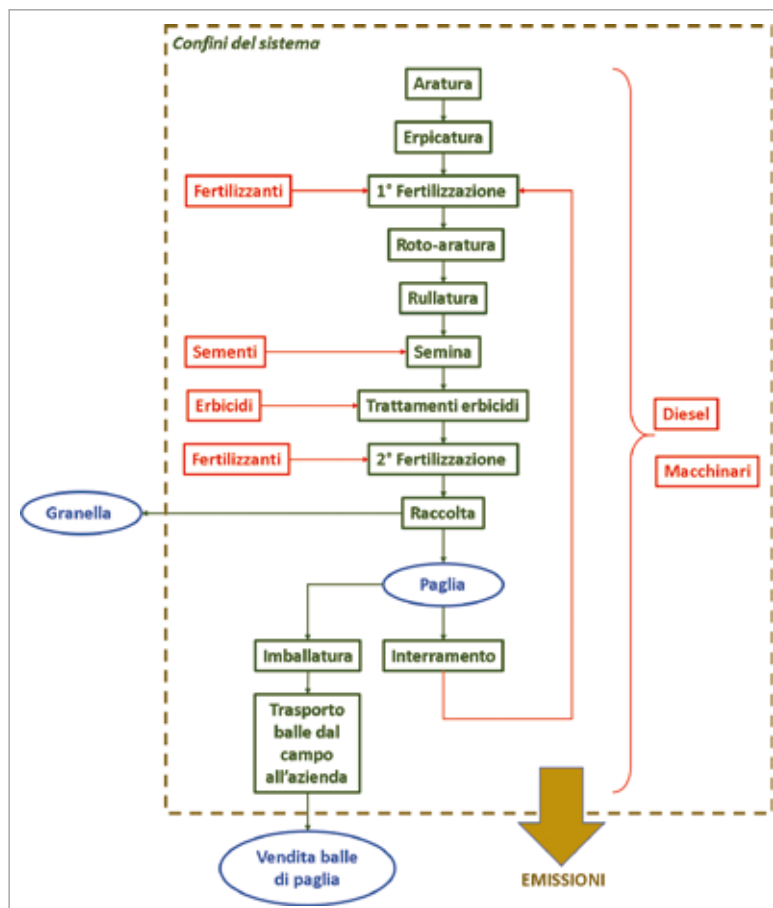 Confini del sistema
Aratura
Erpicatura
Fertilizzanti
1° Fertilizzazione
Roto-aratura
Rullatura
Sementi
Semina
Erbicidi
Trattamenti erbicidi
Diesel
Fertilizzanti
2° Fertilizzazione
Macchinari
Granella
Raccolta
Paglia
Imballatura
Interramento
Trasporto
balle dal
campo
all'azienda
Vendita balle
di paglia
EMISSIONI